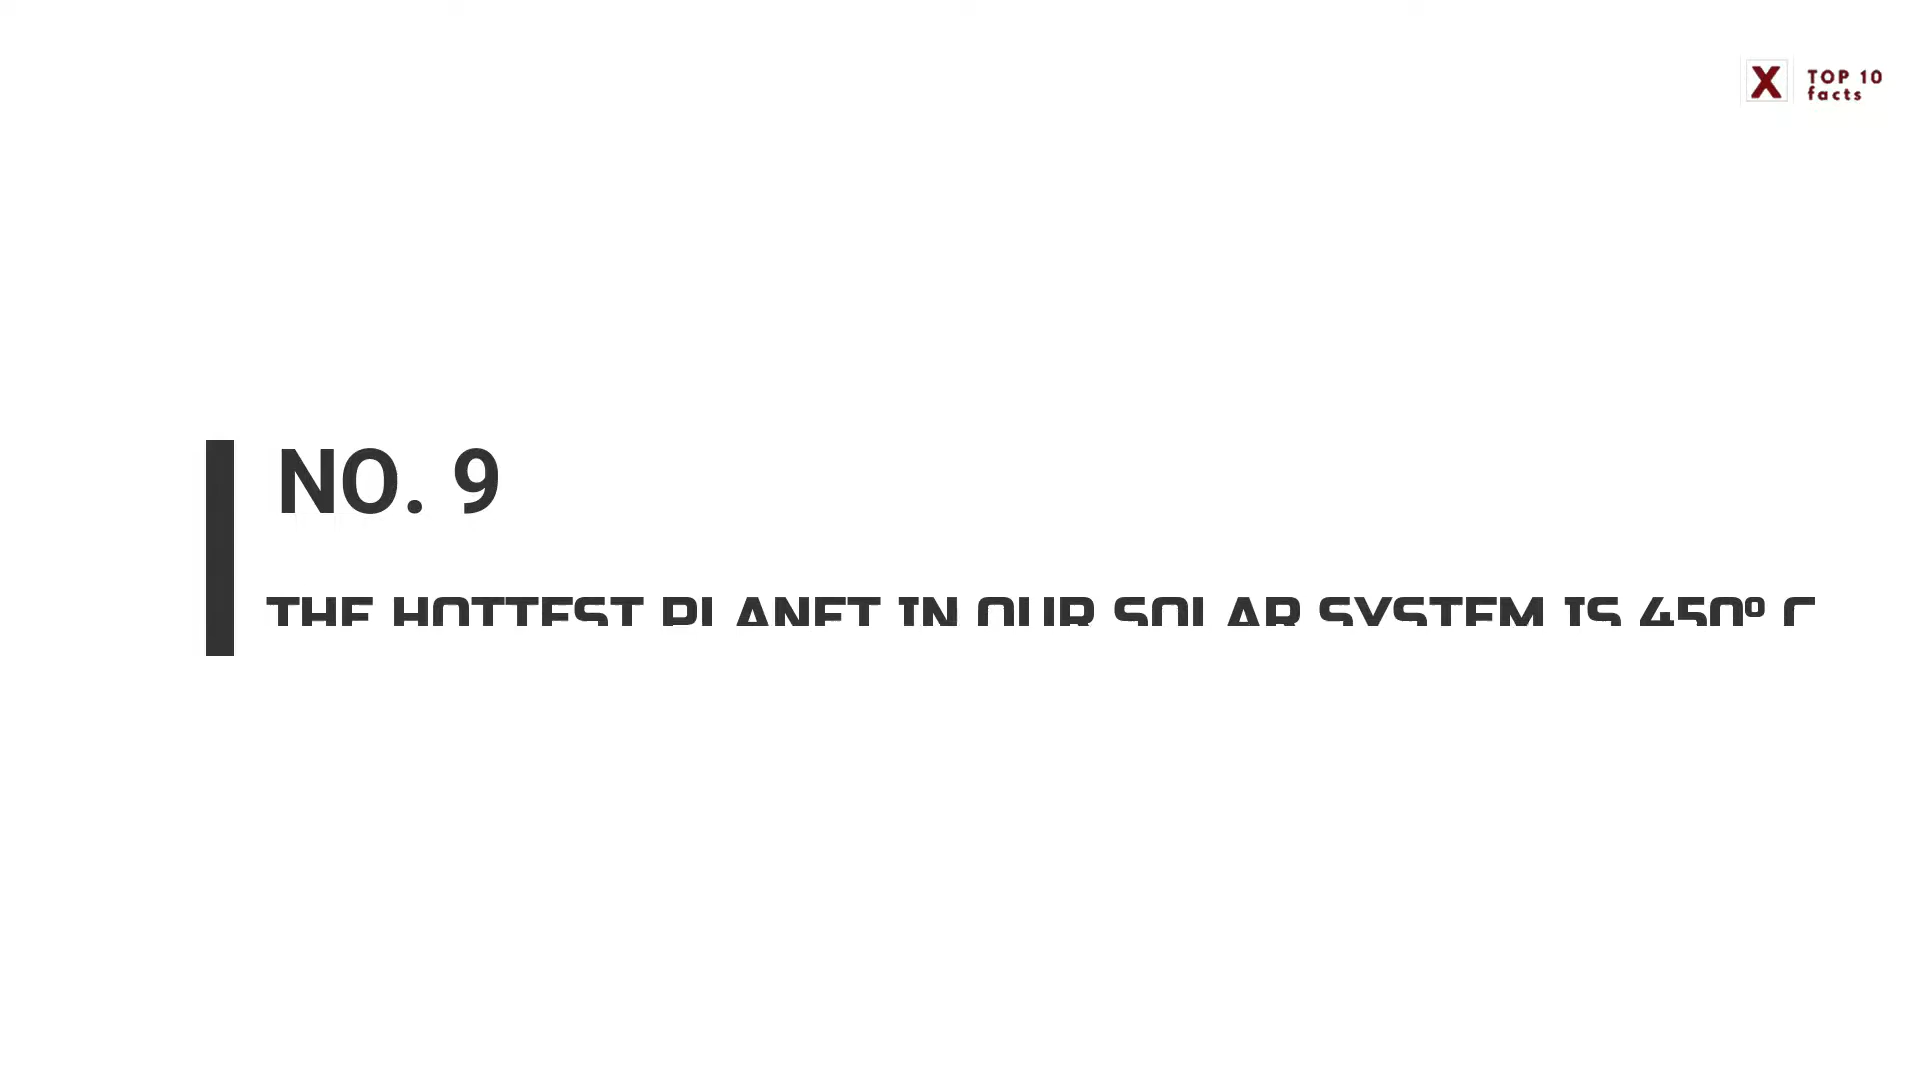 TOP 10
facts
X
NO. 9
THE HOTTEST PLANET IN OUR SOLAR SYSTEM IS 450º C